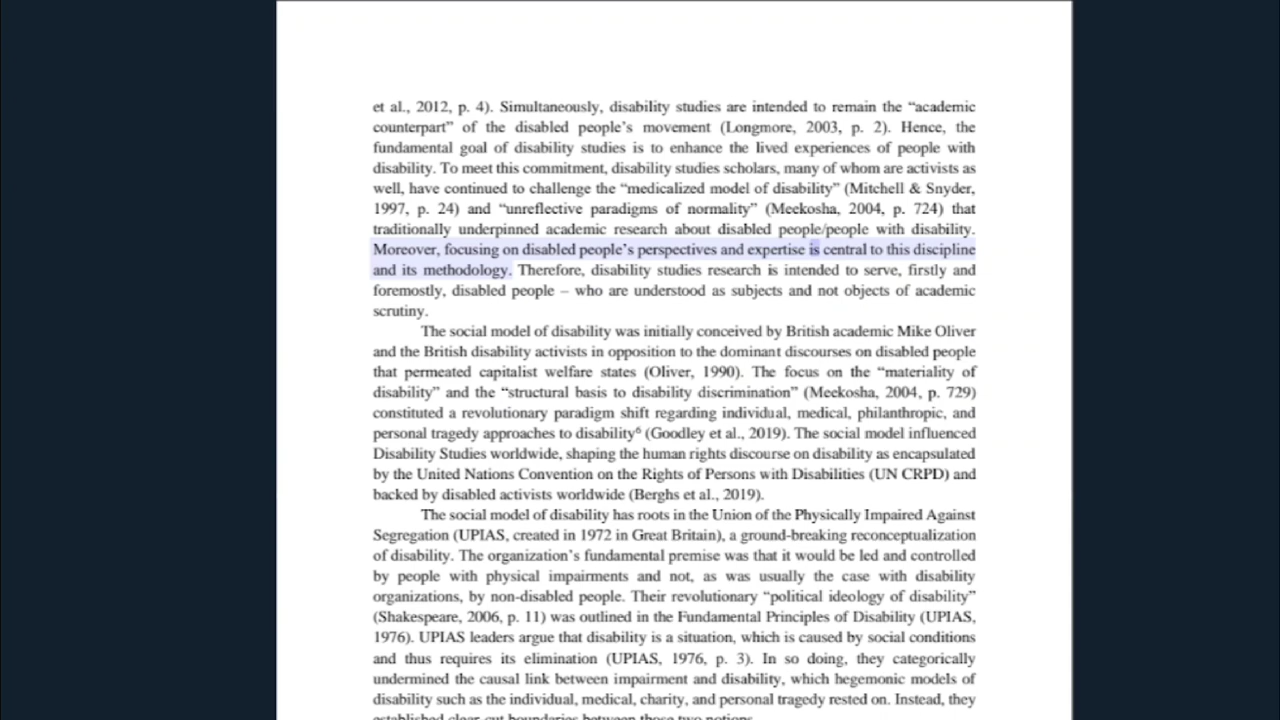 et al., 2012, p. 4). Simultaneously, disability studies are intended to remain the “academic
counterpart” of the disabled people’s movement (Longmore, 2003, p. 2). Hence, the
fundamental goal of disability studies is to enhance the lived experiences of people with
disability. To meet this commitment, disability studies scholars, many of whom are activists as
well, have continued to challenge the “medicalized model of disability” (Mitchell & Snyder,
1997, p. 24) and “unreflective paradigms of normality” (Meekosha, 2004, p. 724) that
traditionally underpinned academic research about disabled people/people with disability.
Moreover, focusing on disabled people’s perspectives and expertise is central to this discipline
and its methodology. Therefore, disability studies research is intended to serve, firstly and
foremostly, disabled people – who are understood as subjects and not objects of academic
scrutiny.
The social model of disability was initially conceived by British academic Mike Oliver
and the British disability activists in opposition to the dominant discourses on disabled people
that permeated capitalist welfare states (Oliver, 1990). The focus on the “materiality of
disability” and the “structural basis to disability discrimination” (Meekosha, 2004, p. 729)
constituted a revolutionary paradigm shift regarding individual, medical, philanthropic, and
personal tragedy approaches to disability⁶ (Goodley et al., 2019). The social model influenced
Disability Studies worldwide, shaping the human rights discourse on disability as encapsulated
by the United Nations Convention on the Rights of Persons with Disabilities (UN CRPD) and
backed by disabled activists worldwide (Berghs et al., 2019).
The social model of disability has roots in the Union of the Physically Impaired Against
Segregation (UPIAS, created in 1972 in Great Britain), a ground-breaking reconceptualization
of disability. The organization’s fundamental premise was that it would be led and controlled
by people with physical impairments and not, as was usually the case with disability
organizations, by non-disabled people. Their revolutionary “political ideology of disability”
(Shakespeare, 2006, p. 11) was outlined in the Fundamental Principles of Disability (UPIAS,
1976). UPIAS leaders argue that disability is a situation, which is caused by social conditions
and thus requires its elimination (UPIAS, 1976, p. 3). In so doing, they categorically
undermined the causal link between impairment and disability, which hegemonic models of
disability such as the individual, medical, charity, and personal tragedy rested on. Instead, they
established clear-cut boundaries between those two notions.